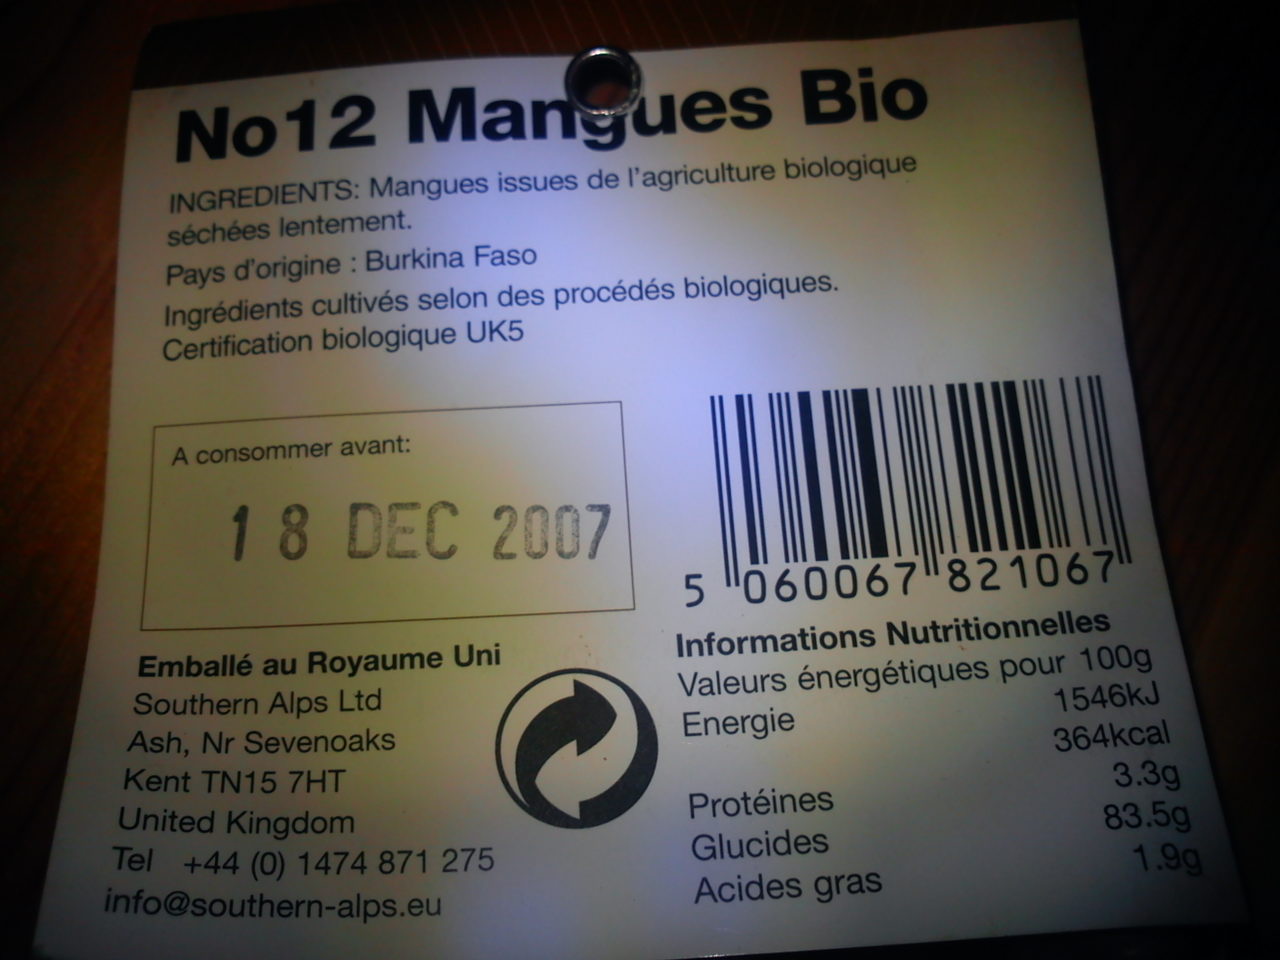 No12 Mangues Bio
INGREDIENTS: Mangues issues de l'agriculture biologique
séchées lentement.
Pays d'origine : Burkina Faso
Ingrédients cultivés selon des procédés biologiques.
Certification biologique UK5
A consommer avant:
18 DEC 2007
5 060067 821067
Emballé au Royaume Uni
Southern Alps Ltd
Ash, Nr Sevenoaks
Kent TN15 7HT
United Kingdom
Tel +44 (0) 1474 871 275
info@southern-alps.eu
Informations Nutritionnelles
Valeurs énergétiques pour 100g
Energie 1546kJ
364kcal
Protéines 3.3g
Glucides 83.5g
Acides gras 1.9g